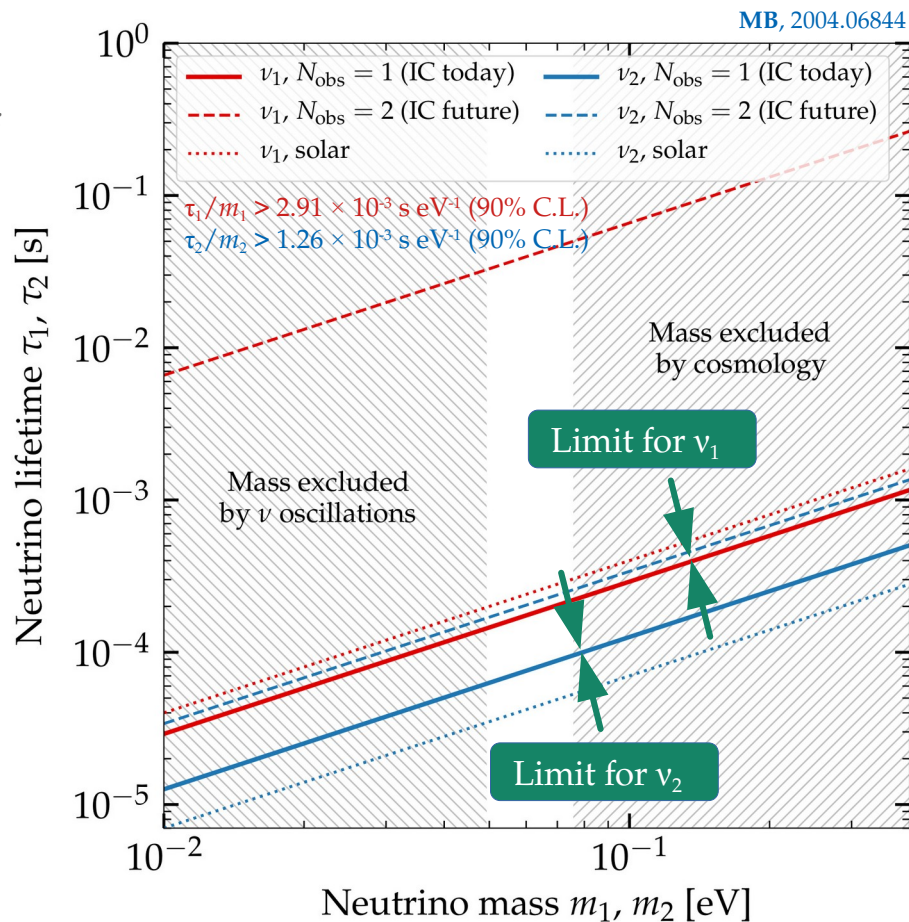 MB, 2004.06844
10⁰
ν₁, N_obs = 1 (IC today)
ν₂, N_obs = 1 (IC today)
ν₁, N_obs = 2 (IC future)
ν₂, N_obs = 2 (IC future)
ν₁, solar
ν₂, solar
10⁻¹
τ₁/m₁ > 2.91 × 10⁻³ s eV⁻¹ (90% C.L.)
τ₂/m₂ > 1.26 × 10⁻³ s eV⁻¹ (90% C.L.)
Neutrino lifetime τ₁, τ₂ [s]
10⁻²
Mass excluded
by cosmology
Limit for ν₁
10⁻³
Mass excluded
by ν oscillations
10⁻⁴
Limit for ν₂
10⁻⁵
10⁻²
10⁻¹
Neutrino mass m₁, m₂ [eV]